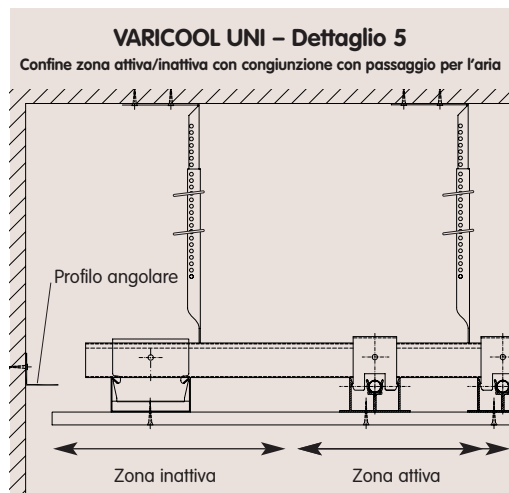 VARICOOL UNI – Dettaglio 5
Confine zona attiva/inattiva con congiunzione con passaggio per l’aria
Profilo angolare
Zona inattiva
Zona attiva